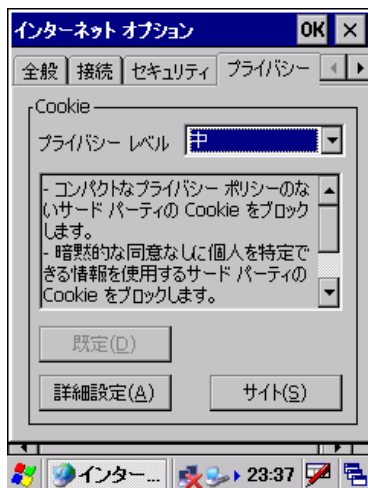 インターネット オプション OK ×
全般 接続 セキュリティ プライバシー
Cookie
プライバシー レベル 中
- コンパクトなプライバシー ポリシーのな
いサード パーティの Cookie をブロック
します。
- 暗黙的な同意なしに個人を特定で
きる情報を使用するサード パーティの
Cookie をブロックします。
既定(D)
詳細設定(A) サイト(S)
インター... 23:37